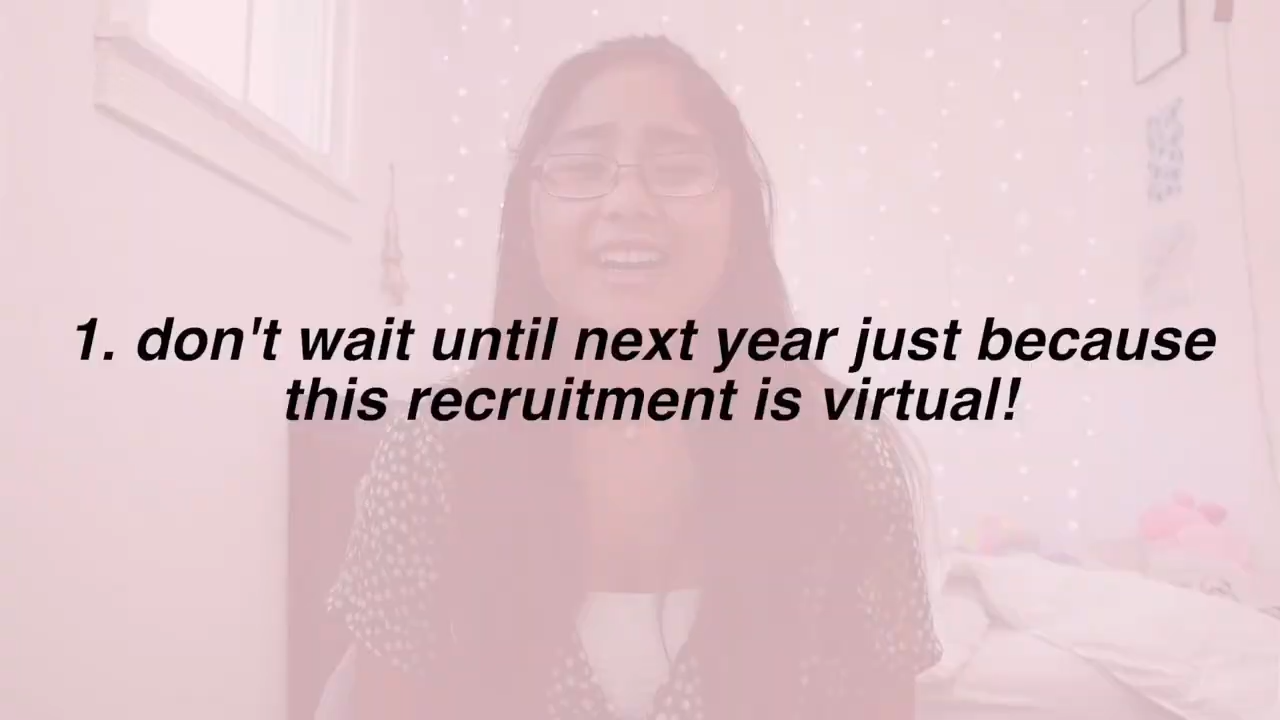 1. don't wait until next year just because
this recruitment is virtual!